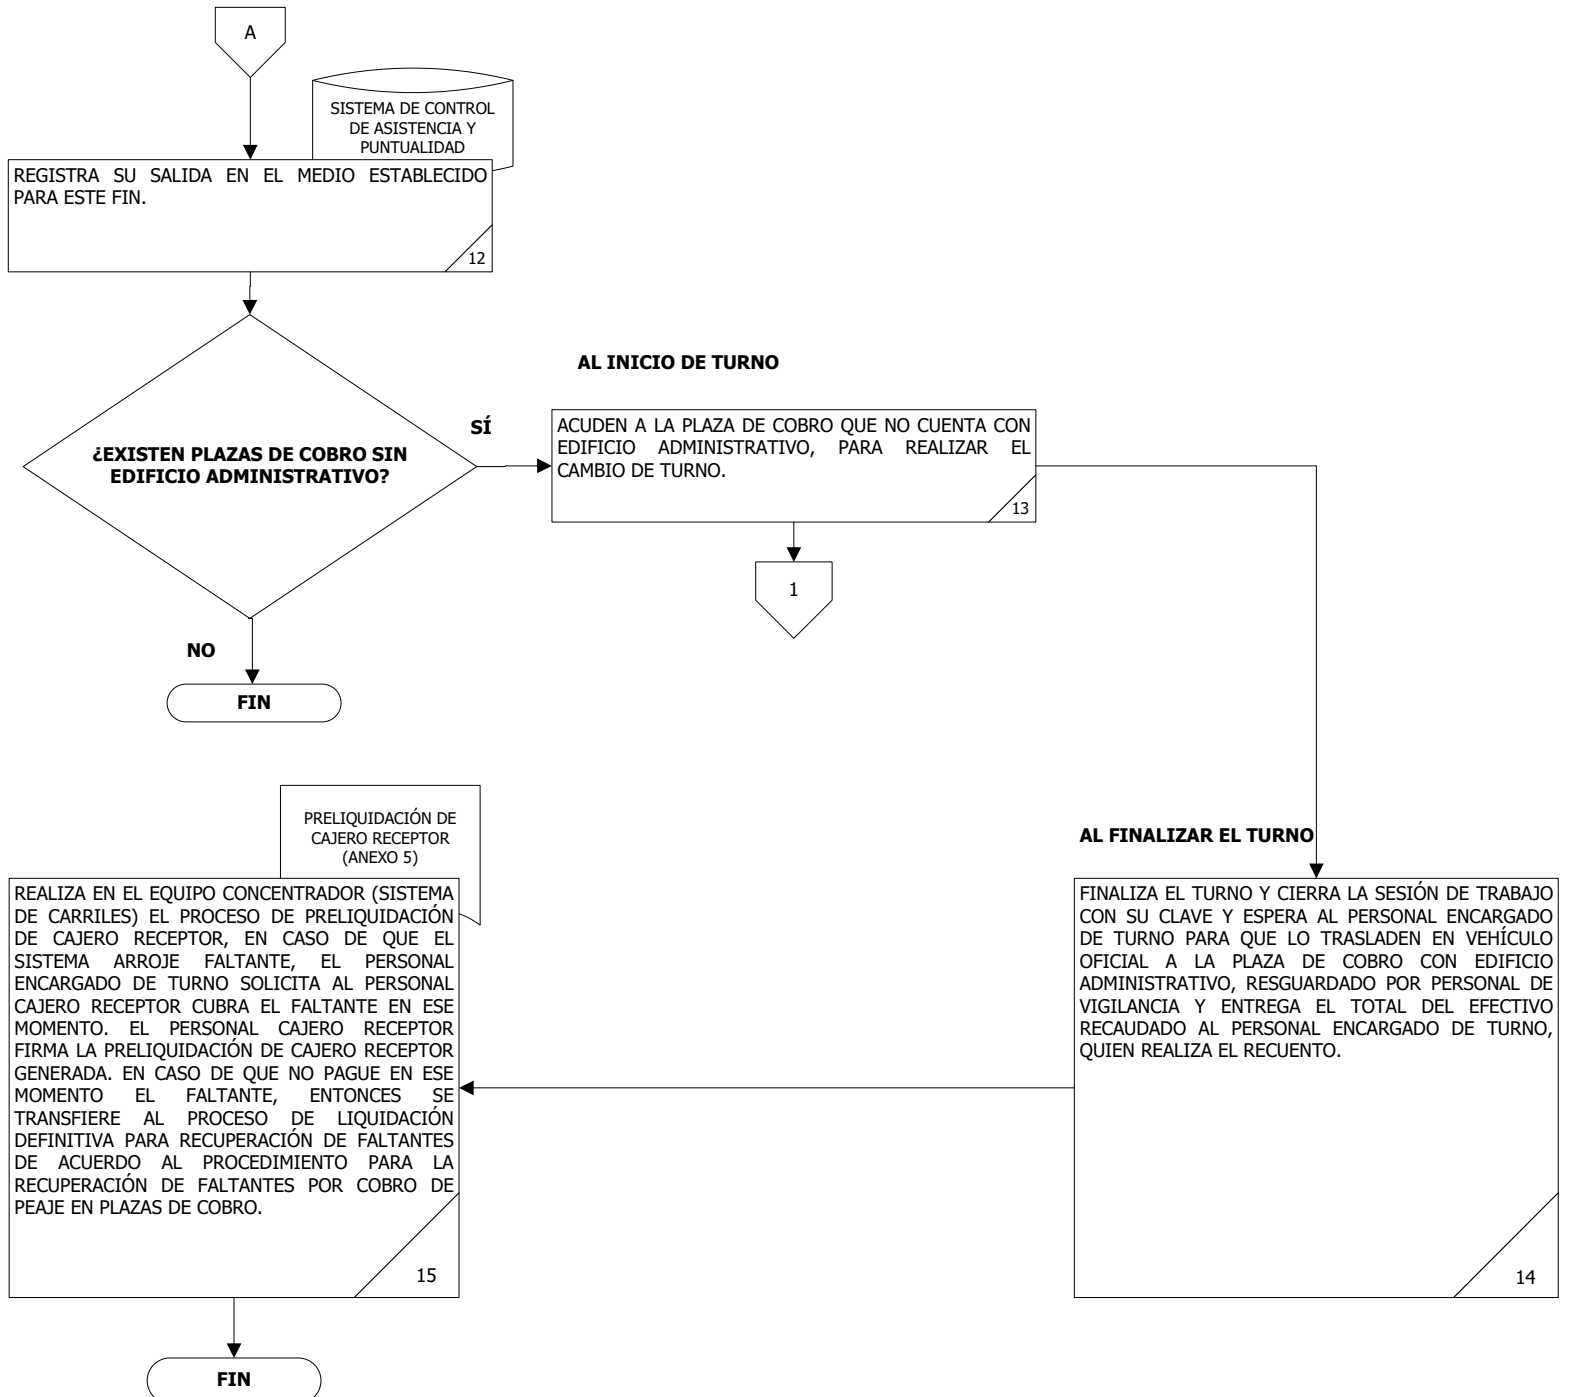 A
SISTEMA DE CONTROL
DE ASISTENCIA Y
PUNTUALIDAD
REGISTRA SU SALIDA EN EL MEDIO ESTABLECIDO
PARA ESTE FIN.
12
AL INICIO DE TURNO
¿EXISTEN PLAZAS DE COBRO SIN
EDIFICIO ADMINISTRATIVO?
SÍ
ACUDEN A LA PLAZA DE COBRO QUE NO CUENTA CON
EDIFICIO ADMINISTRATIVO, PARA REALIZAR EL
CAMBIO DE TURNO.
13
1
NO
FIN
AL FINALIZAR EL TURNO
FINALIZA EL TURNO Y CIERRA LA SESIÓN DE TRABAJO
CON SU CLAVE Y ESPERA AL PERSONAL ENCARGADO
DE TURNO PARA QUE LO TRASLADEN EN VEHÍCULO
OFICIAL A LA PLAZA DE COBRO CON EDIFICIO
ADMINISTRATIVO, RESGUARDADO POR PERSONAL DE
VIGILANCIA Y ENTREGA EL TOTAL DEL EFECTIVO
RECAUDADO AL PERSONAL ENCARGADO DE TURNO,
QUIEN REALIZA EL RECUENTO.
14
PRELIQUIDACIÓN DE
CAJERO RECEPTOR
(ANEXO 5)
REALIZA EN EL EQUIPO CONCENTRADOR (SISTEMA
DE CARRILES) EL PROCESO DE PRELIQUIDACIÓN
DE CAJERO RECEPTOR, EN CASO DE QUE EL
SISTEMA ARROJE FALTANTE, EL PERSONAL
ENCARGADO DE TURNO SOLICITA AL PERSONAL
CAJERO RECEPTOR CUBRA EL FALTANTE EN ESE
MOMENTO. EL PERSONAL CAJERO RECEPTOR
FIRMA LA PRELIQUIDACIÓN DE CAJERO RECEPTOR
GENERADA. EN CASO DE QUE NO PAGUE EN ESE
MOMENTO EL FALTANTE, ENTONCES SE
TRANSFIERE AL PROCESO DE LIQUIDACIÓN
DEFINITIVA PARA RECUPERACIÓN DE FALTANTES
DE ACUERDO AL PROCEDIMIENTO PARA LA
RECUPERACIÓN DE FALTANTES POR COBRO DE
PEAJE EN PLAZAS DE COBRO.
15
FIN